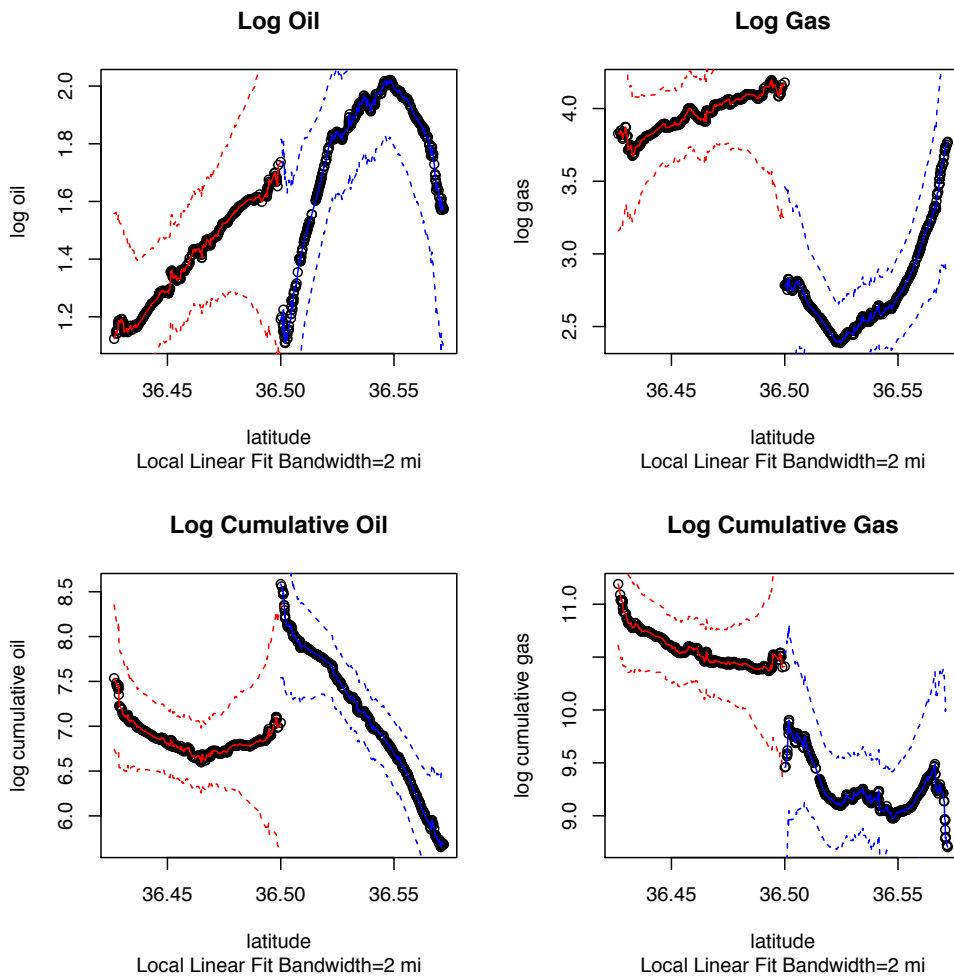 Log Oil
log oil
2.0
1.8
1.6
1.4
1.2
36.45 36.50 36.55
latitude
Local Linear Fit Bandwidth=2 mi
Log Gas
log gas
4.0
3.5
3.0
2.5
36.45 36.50 36.55
latitude
Local Linear Fit Bandwidth=2 mi
Log Cumulative Oil
log cumulative oil
8.5
8.0
7.5
7.0
6.5
6.0
36.45 36.50 36.55
latitude
Local Linear Fit Bandwidth=2 mi
Log Cumulative Gas
log cumulative gas
11.0
10.0
9.5
9.0
36.45 36.50 36.55
latitude
Local Linear Fit Bandwidth=2 mi